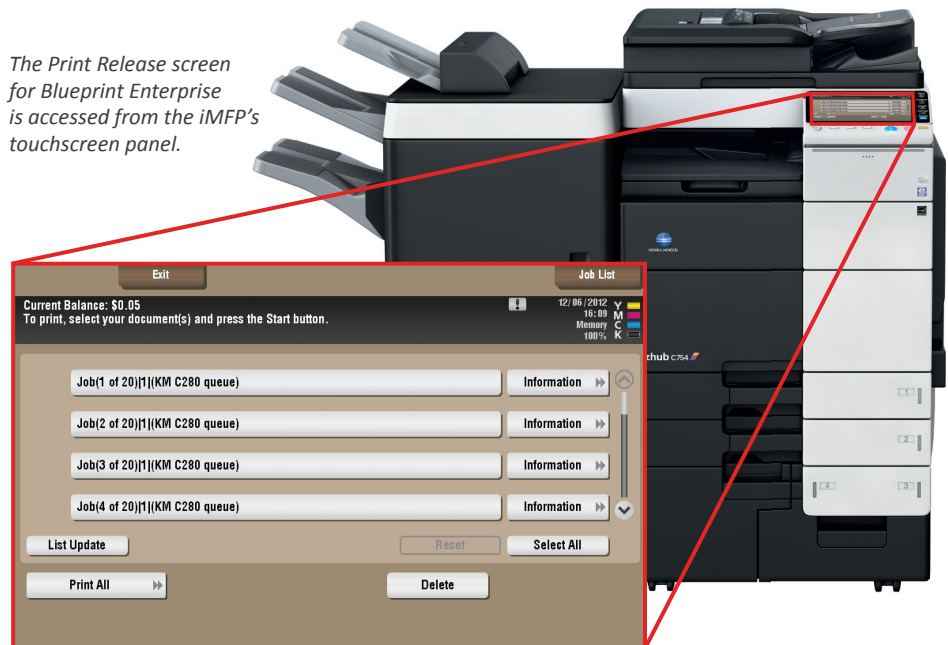 The Print Release screen
for Blueprint Enterprise
is accessed from the iMFP's
touchscreen panel.
KONICA MINOLTA
Exit
Job List
Current Balance: $0.05
To print, select your document(s) and press the Start button.
12/06/2012
16:09
Memory
100%
Y
M
C
K
zhub C754
Job(1 of 20)|1|(KM C280 queue)
Information
Job(2 of 20)|1|(KM C280 queue)
Information
Job(3 of 20)|1|(KM C280 queue)
Information
Job(4 of 20)|1|(KM C280 queue)
Information
1
2
4
3
List Update
Reset
Select All
Print All
Delete